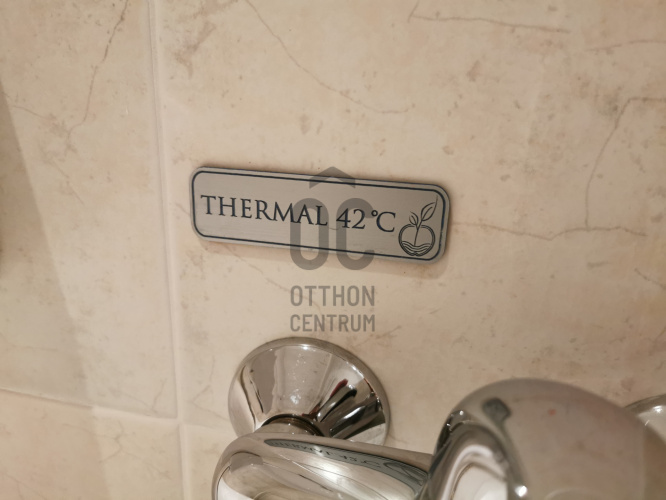 THERMAL 42°C
OC
OTTHON
CENTRUM